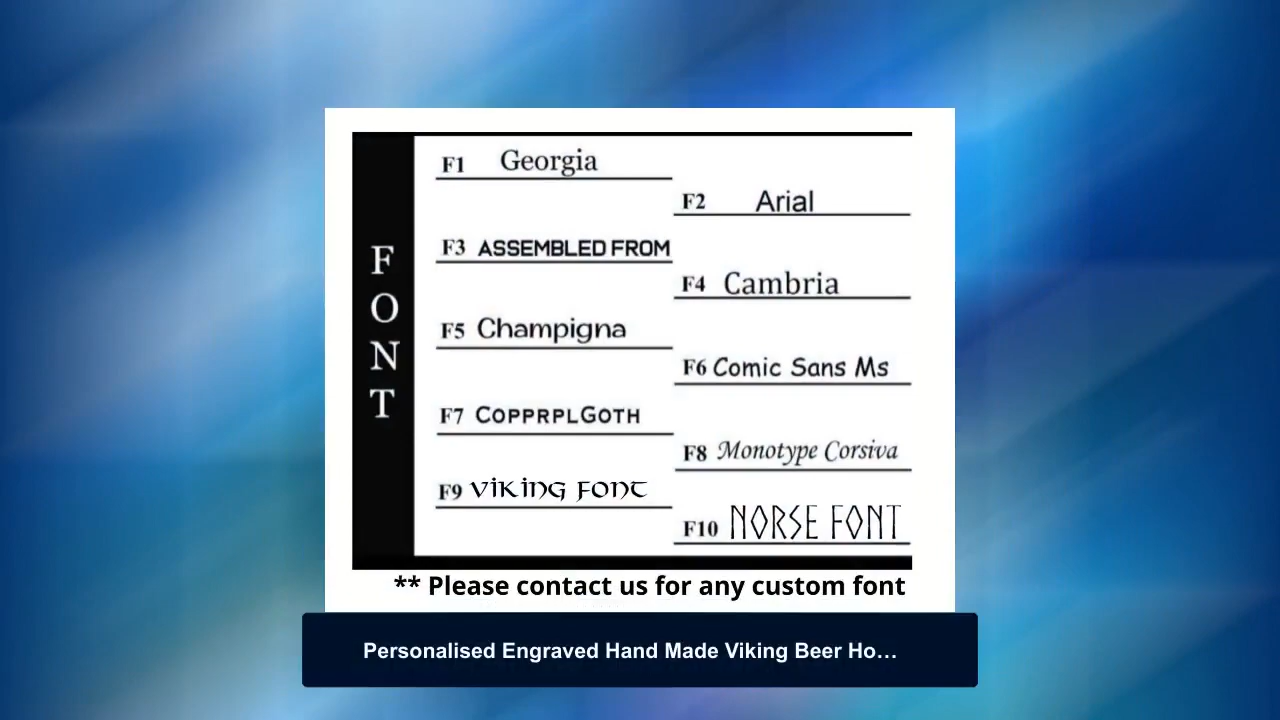 FONT
F1 Georgia
F2 Arial
F3 ASSEMBLED FROM
F4 Cambria
F5 Champigna
F6 Comic Sans Ms
F7 COPPRPLGOTH
F8 Monotype Corsiva
F9 VIKING FONT
F10 NORSE FONT
** Please contact us for any custom font
Personalised Engraved Hand Made Viking Beer Ho...